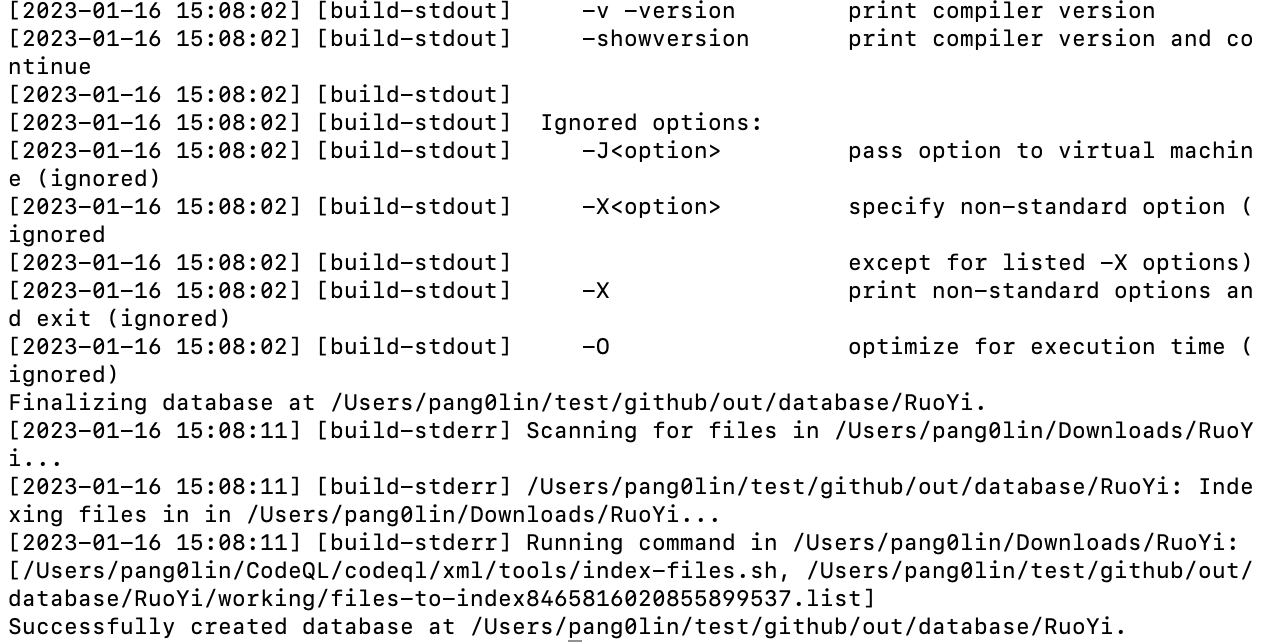 [2023-01-16 15:08:02] [build-stdout]     -v -version        print compiler version
[2023-01-16 15:08:02] [build-stdout]     -showversion       print compiler version and co
ntinue
[2023-01-16 15:08:02] [build-stdout]
[2023-01-16 15:08:02] [build-stdout]  Ignored options:
[2023-01-16 15:08:02] [build-stdout]     -J<option>         pass option to virtual machin
e (ignored)
[2023-01-16 15:08:02] [build-stdout]     -X<option>         specify non-standard option (
ignored
[2023-01-16 15:08:02] [build-stdout]                        except for listed -X options)
[2023-01-16 15:08:02] [build-stdout]     -X                 print non-standard options an
d exit (ignored)
[2023-01-16 15:08:02] [build-stdout]     -O                 optimize for execution time (
ignored)
Finalizing database at /Users/pang0lin/test/github/out/database/RuoYi.
[2023-01-16 15:08:11] [build-stderr] Scanning for files in /Users/pang0lin/Downloads/RuoY
i...
[2023-01-16 15:08:11] [build-stderr] /Users/pang0lin/test/github/out/database/RuoYi: Inde
xing files in in /Users/pang0lin/Downloads/RuoYi...
[2023-01-16 15:08:11] [build-stderr] Running command in /Users/pang0lin/Downloads/RuoYi:
[/Users/pang0lin/CodeQL/codeql/xml/tools/index-files.sh, /Users/pang0lin/test/github/out/
database/RuoYi/working/files-to-index8465816020855899537.list]
Successfully created database at /Users/pang0lin/test/github/out/database/RuoYi.